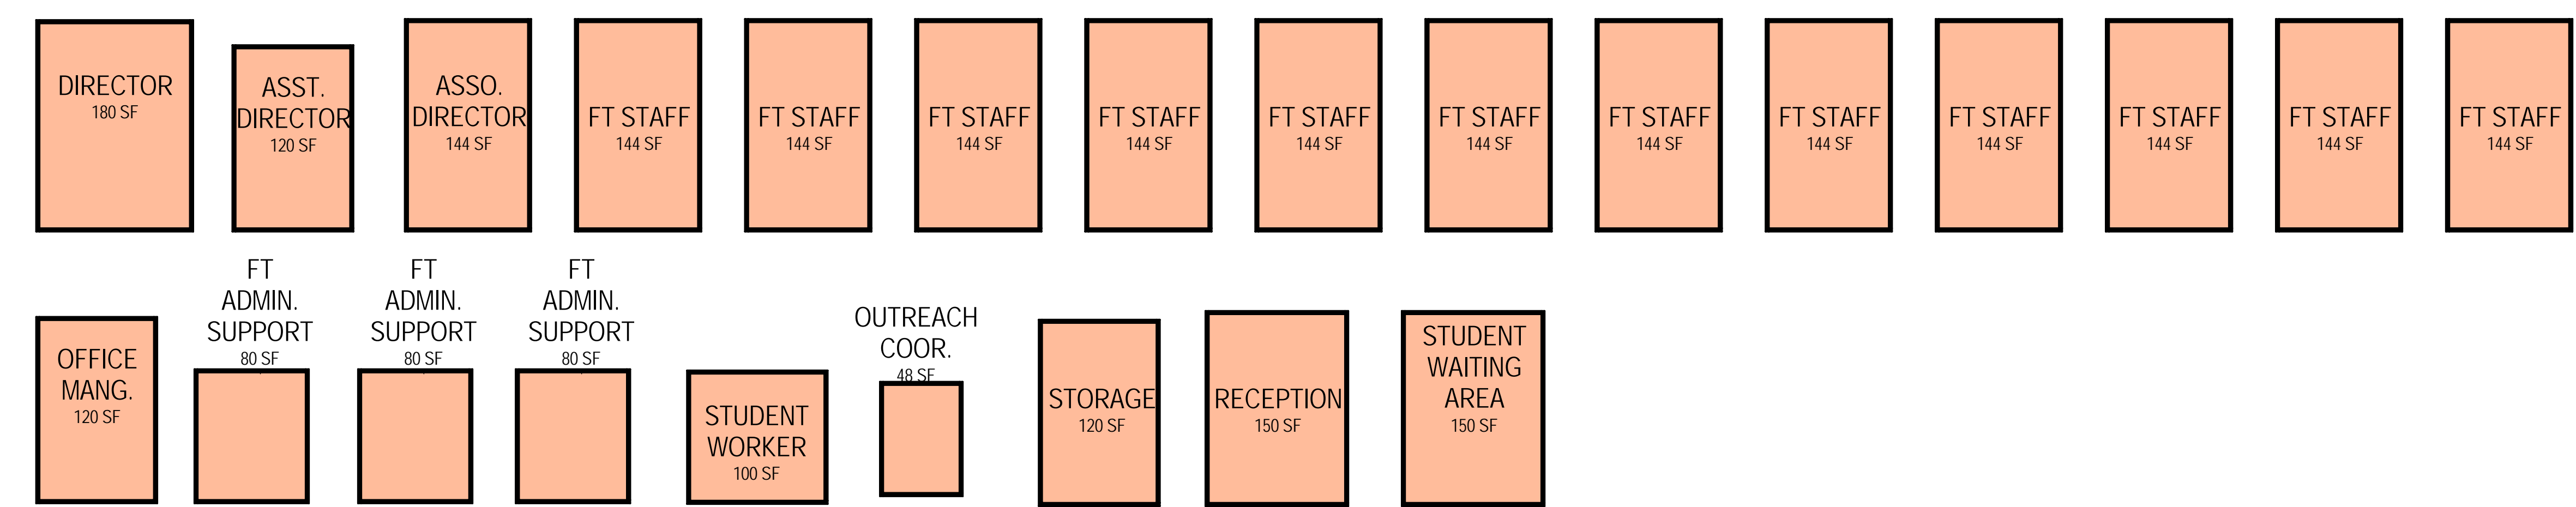 DIRECTOR
180 SF
ASST.
DIRECTOR
120 SF
ASSO.
DIRECTOR
144 SF
FT STAFF
144 SF
FT STAFF
144 SF
FT STAFF
144 SF
FT STAFF
144 SF
FT STAFF
144 SF
FT STAFF
144 SF
FT STAFF
144 SF
FT STAFF
144 SF
FT STAFF
144 SF
FT STAFF
144 SF
FT STAFF
144 SF
FT STAFF
144 SF
OFFICE
MANG.
120 SF
FT
ADMIN.
SUPPORT
80 SF
FT
ADMIN.
SUPPORT
80 SF
FT
ADMIN.
SUPPORT
80 SF
STUDENT
WORKER
100 SF
OUTREACH
COOR.
48 SF
STORAGE
120 SF
RECEPTION
150 SF
STUDENT
WAITING
AREA
150 SF